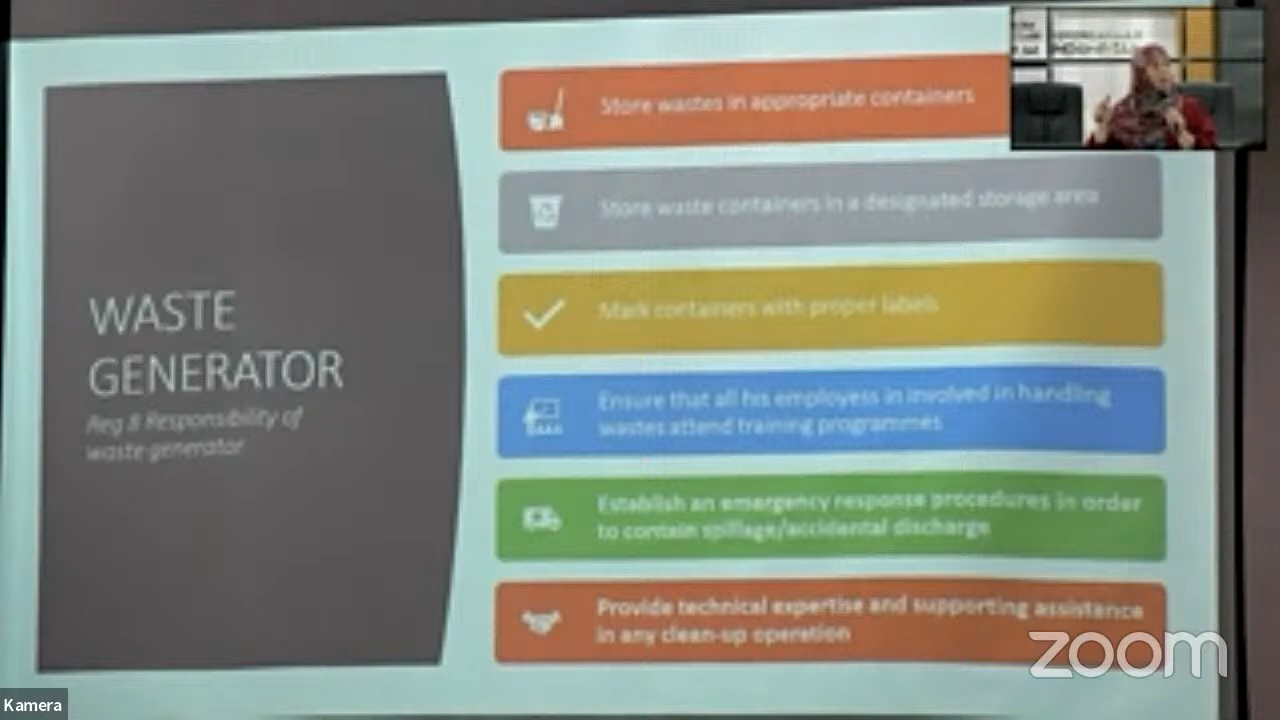 WASTE
GENERATOR
Reg 8 Responsibility of
waste generator
Store wastes in appropriate containers
Store waste containers in a designated storage area
Mark containers with proper labels
Ensure that all his employess in involved in handling
wastes attend training programmes
Establish an emergency response procedures in order
to contain spillage/accidental discharge
Provide technical expertise and supporting assistance
in any clean-up operation
zoom
Kamera